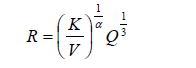 R = (K/V)^(1/α) Q^(1/3)